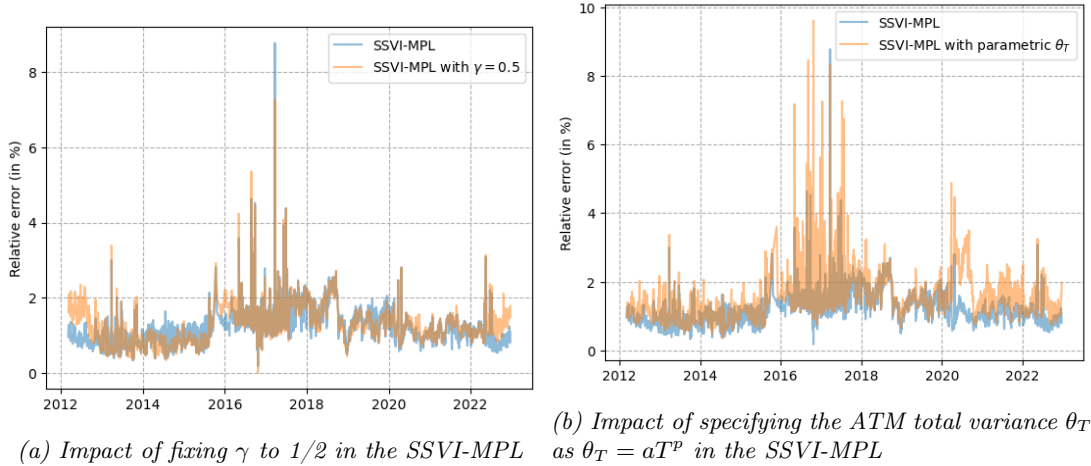 SSVI-MPL
SSVI-MPL with γ = 0.5
Relative error (in %)
8
6
4
2
0
2012 2014 2016 2018 2020 2022
(a) Impact of fixing γ to 1/2 in the SSVI-MPL
SSVI-MPL
SSVI-MPL with parametric θ_T
Relative error (in %)
10
8
6
4
2
0
2012 2014 2016 2018 2020 2022
(b) Impact of specifying the ATM total variance θ_T
as θ_T = aT^p in the SSVI-MPL